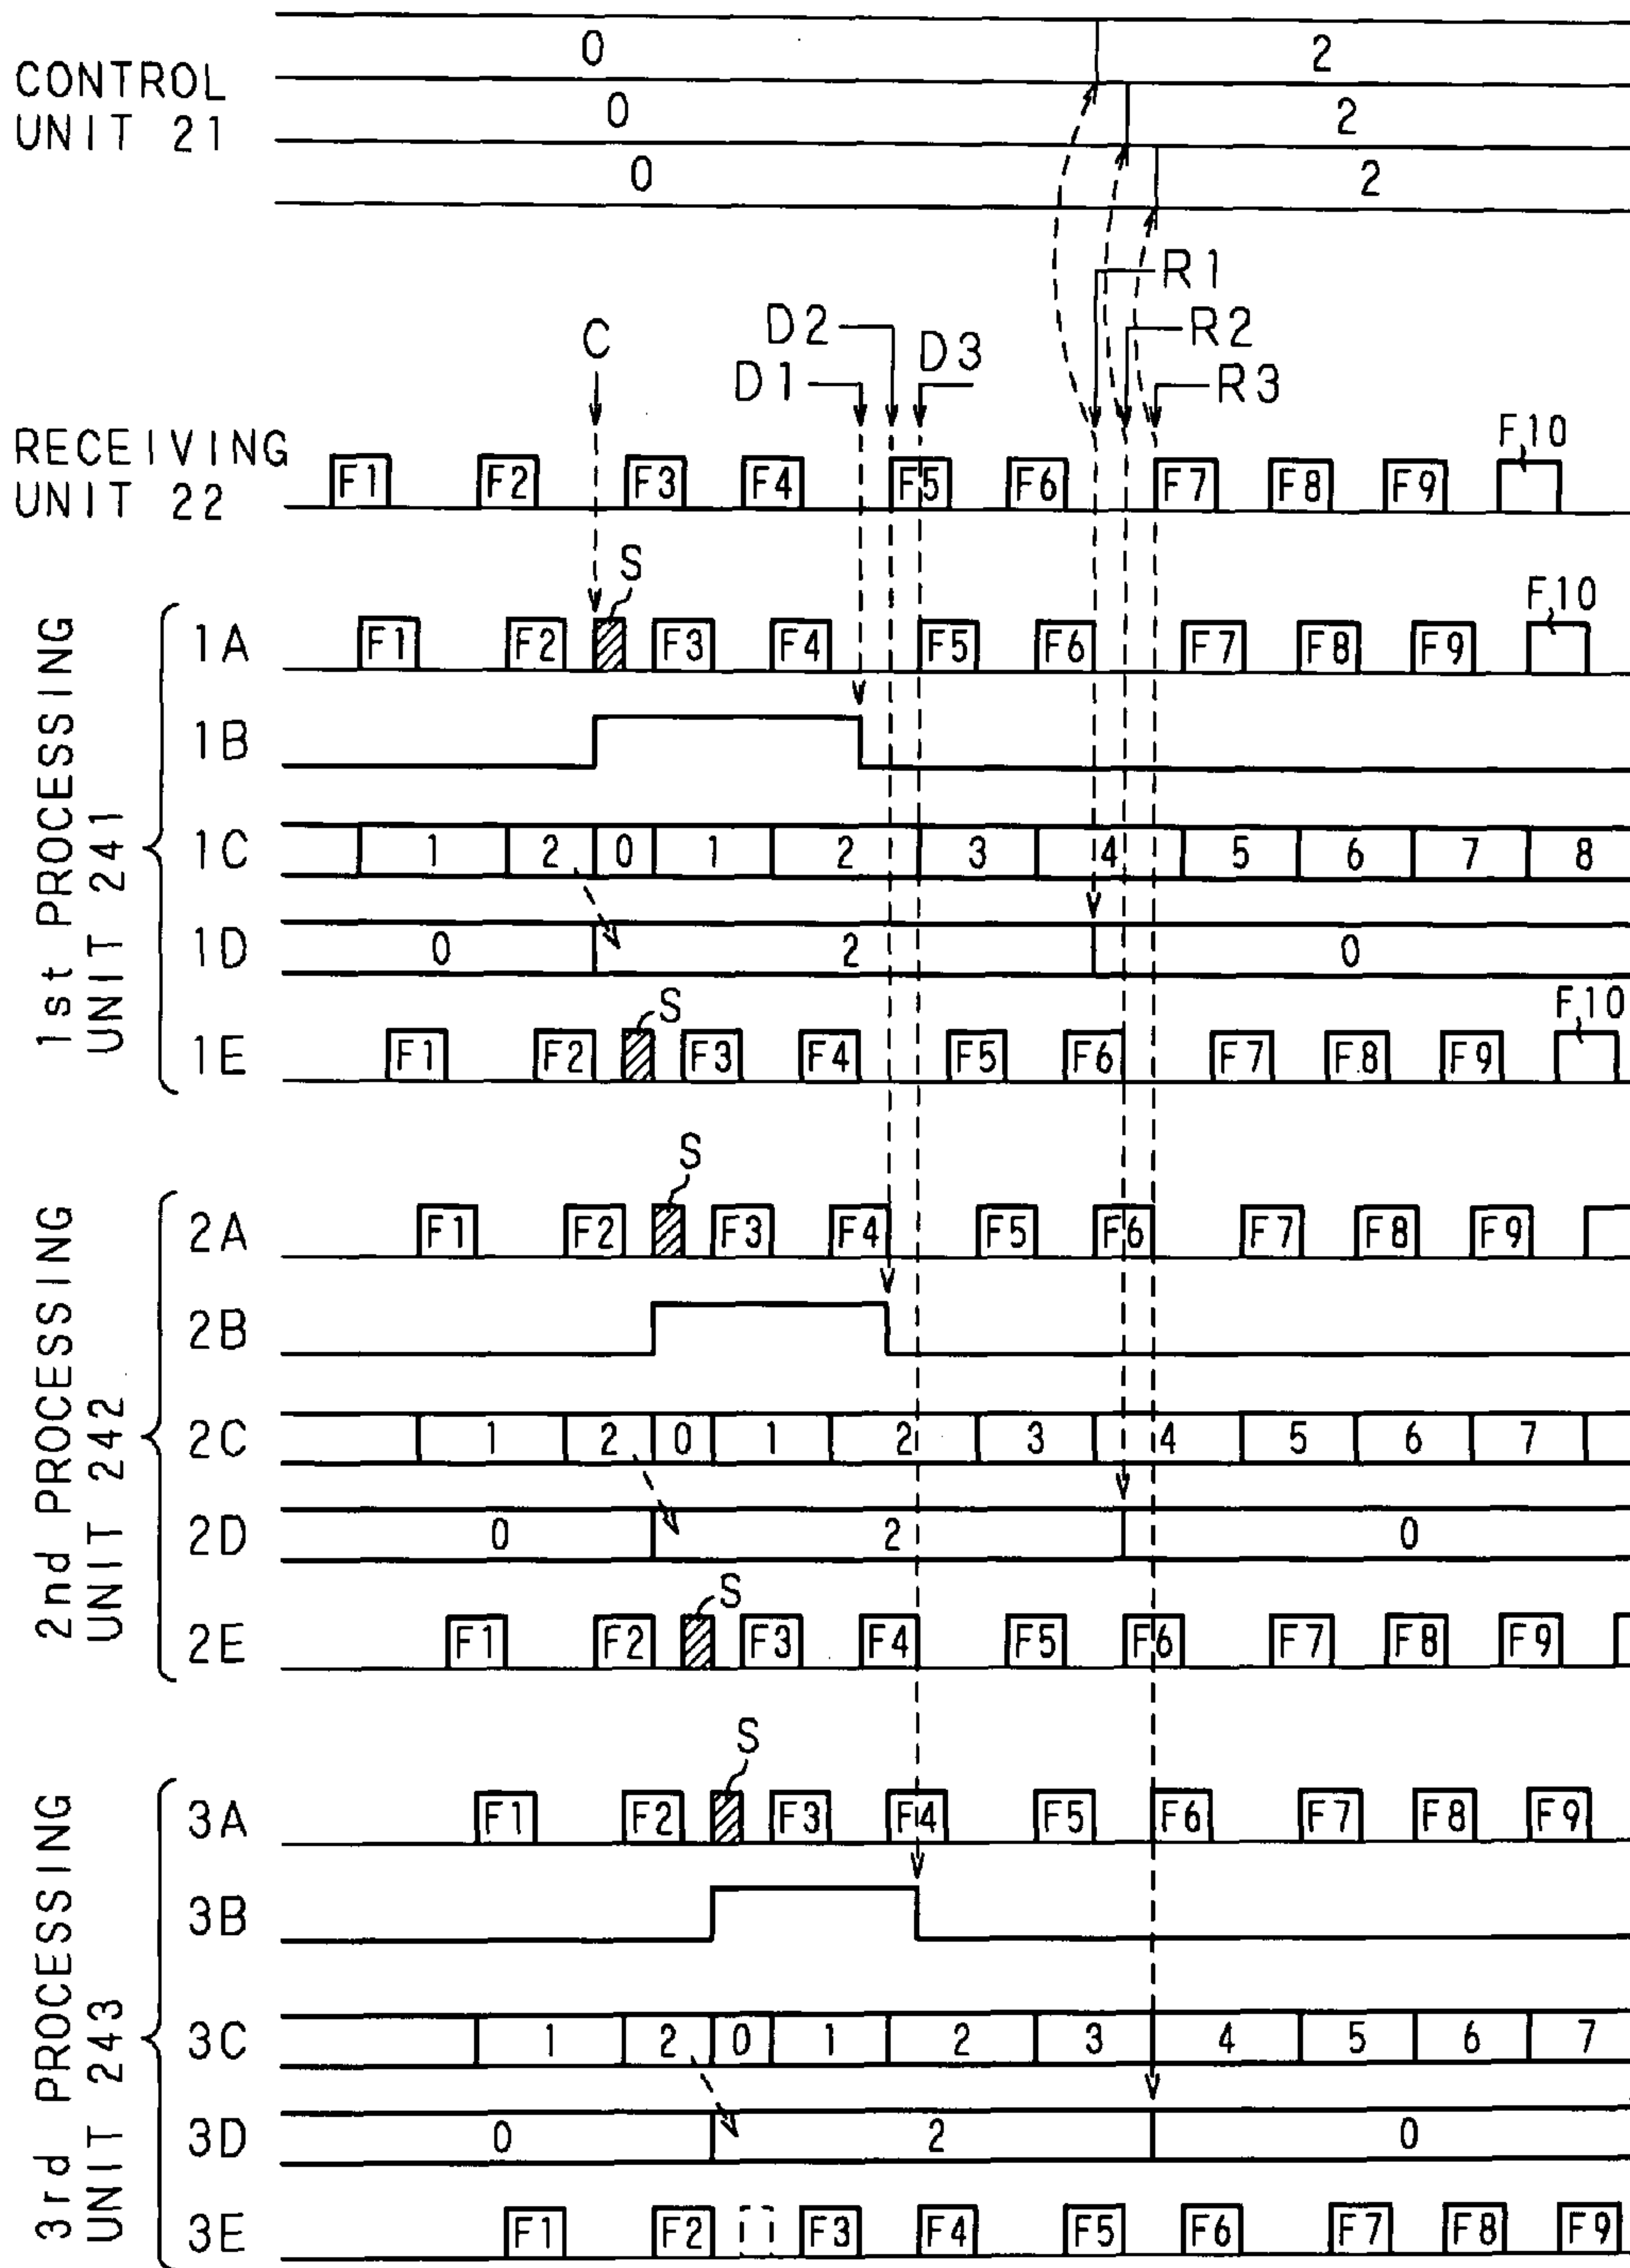 0 2
CONTROL
UNIT 21
0 2
0 2
R1
D2
R2
C
D3
D1
R3
RECEIVING
UNIT 22
F1 F2 F3 F4 F5 F6 F7 F8 F9 F10
1st PROCESSING
UNIT 241
S
1A F1 F2 F3 F4 F5 F6 F7 F8 F9 F10
1B
1C 1 2 0 1 2 3 4 5 6 7 8
1D 0 2 0
S
1E F1 F2 F3 F4 F5 F6 F7 F8 F9 F10
2nd PROCESSING
UNIT 242
S
2A F1 F2 F3 F4 F5 F6 F7 F8 F9
2B
2C 1 2 0 1 2 3 4 5 6 7
2D 0 2 0
S
2E F1 F2 F3 F4 F5 F6 F7 F8 F9
3rd PROCESSING
UNIT 243
S
3A F1 F2 F3 F4 F5 F6 F7 F8 F9
3B
3C 1 2 0 1 2 3 4 5 6 7
3D 0 2 0
3E F1 F2 F3 F4 F5 F6 F7 F8 F9